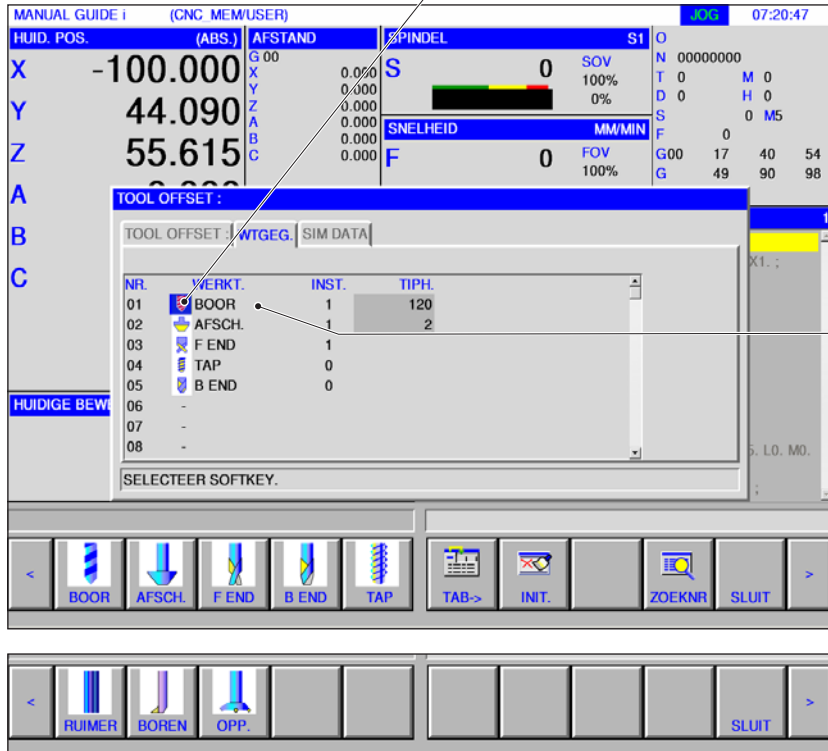 MANUAL GUIDE i (CNC_MEM/USER) JOG 07:20:47
HUID. POS. (ABS.) AFSTAND SPINDEL S1 O
X -100.000
Y 44.090
Z 55.615
A
B
C
G 00
X 0.000
Y 0.000
Z 0.000
A 0.000
B 0.000
C 0.000
S 0 SOV
100%
0%
SNELHEID MM/MIN
F 0 FOV
100%
N 00000000
T 0 M 0
D 0 H 0
S 0 M5
F 0
G00 17 40 54
G 49 90 98
TOOL OFFSET :
TOOL OFFSET : WTGEG. SIM DATA
NR. WERKT. INST. TIPH.
01 BOOR 1 120
02 AFSCH. 1 2
03 F END 1
04 TAP 0
05 B END 0
06 -
07 -
08 -
SELECTEER SOFTKEY.
1
X1. ;
5. L0. M0.
;
HUIDIGE BEW
< BOOR AFSCH. F END B END TAP TAB-> INIT. ZOEKNR SLUIT >
< RUIMER BOREN OPP. SLUIT >